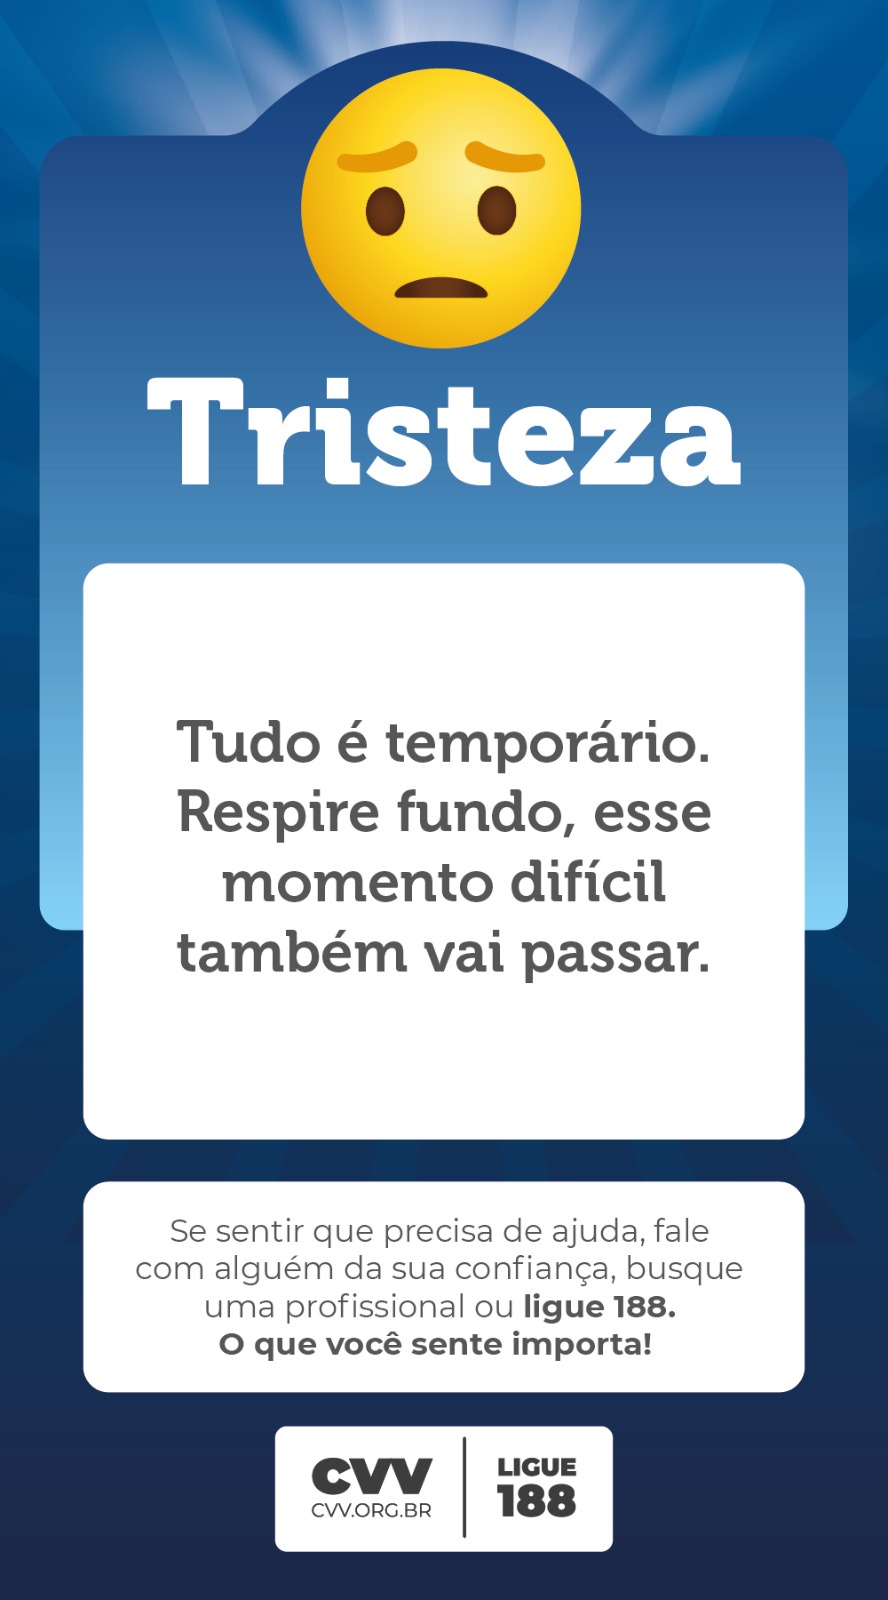 Tristeza
Tudo é temporário.
Respire fundo, esse
momento difícil
também vai passar.
Se sentir que precisa de ajuda, fale
com alguém da sua confiança, busque
uma profissional ou ligue 188.
O que você sente importa!
CVV
CVV.ORG.BR
LIGUE
188